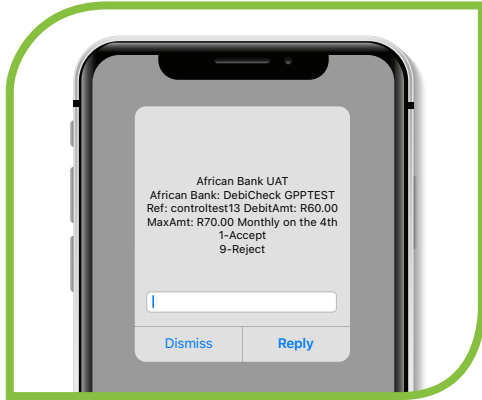 African Bank UAT
African Bank: DebiCheck GPPTEST
Ref: controltest13 DebitAmt: R60.00
MaxAmt: R70.00 Monthly on the 4th
1-Accept
9-Reject
Dismiss
Reply